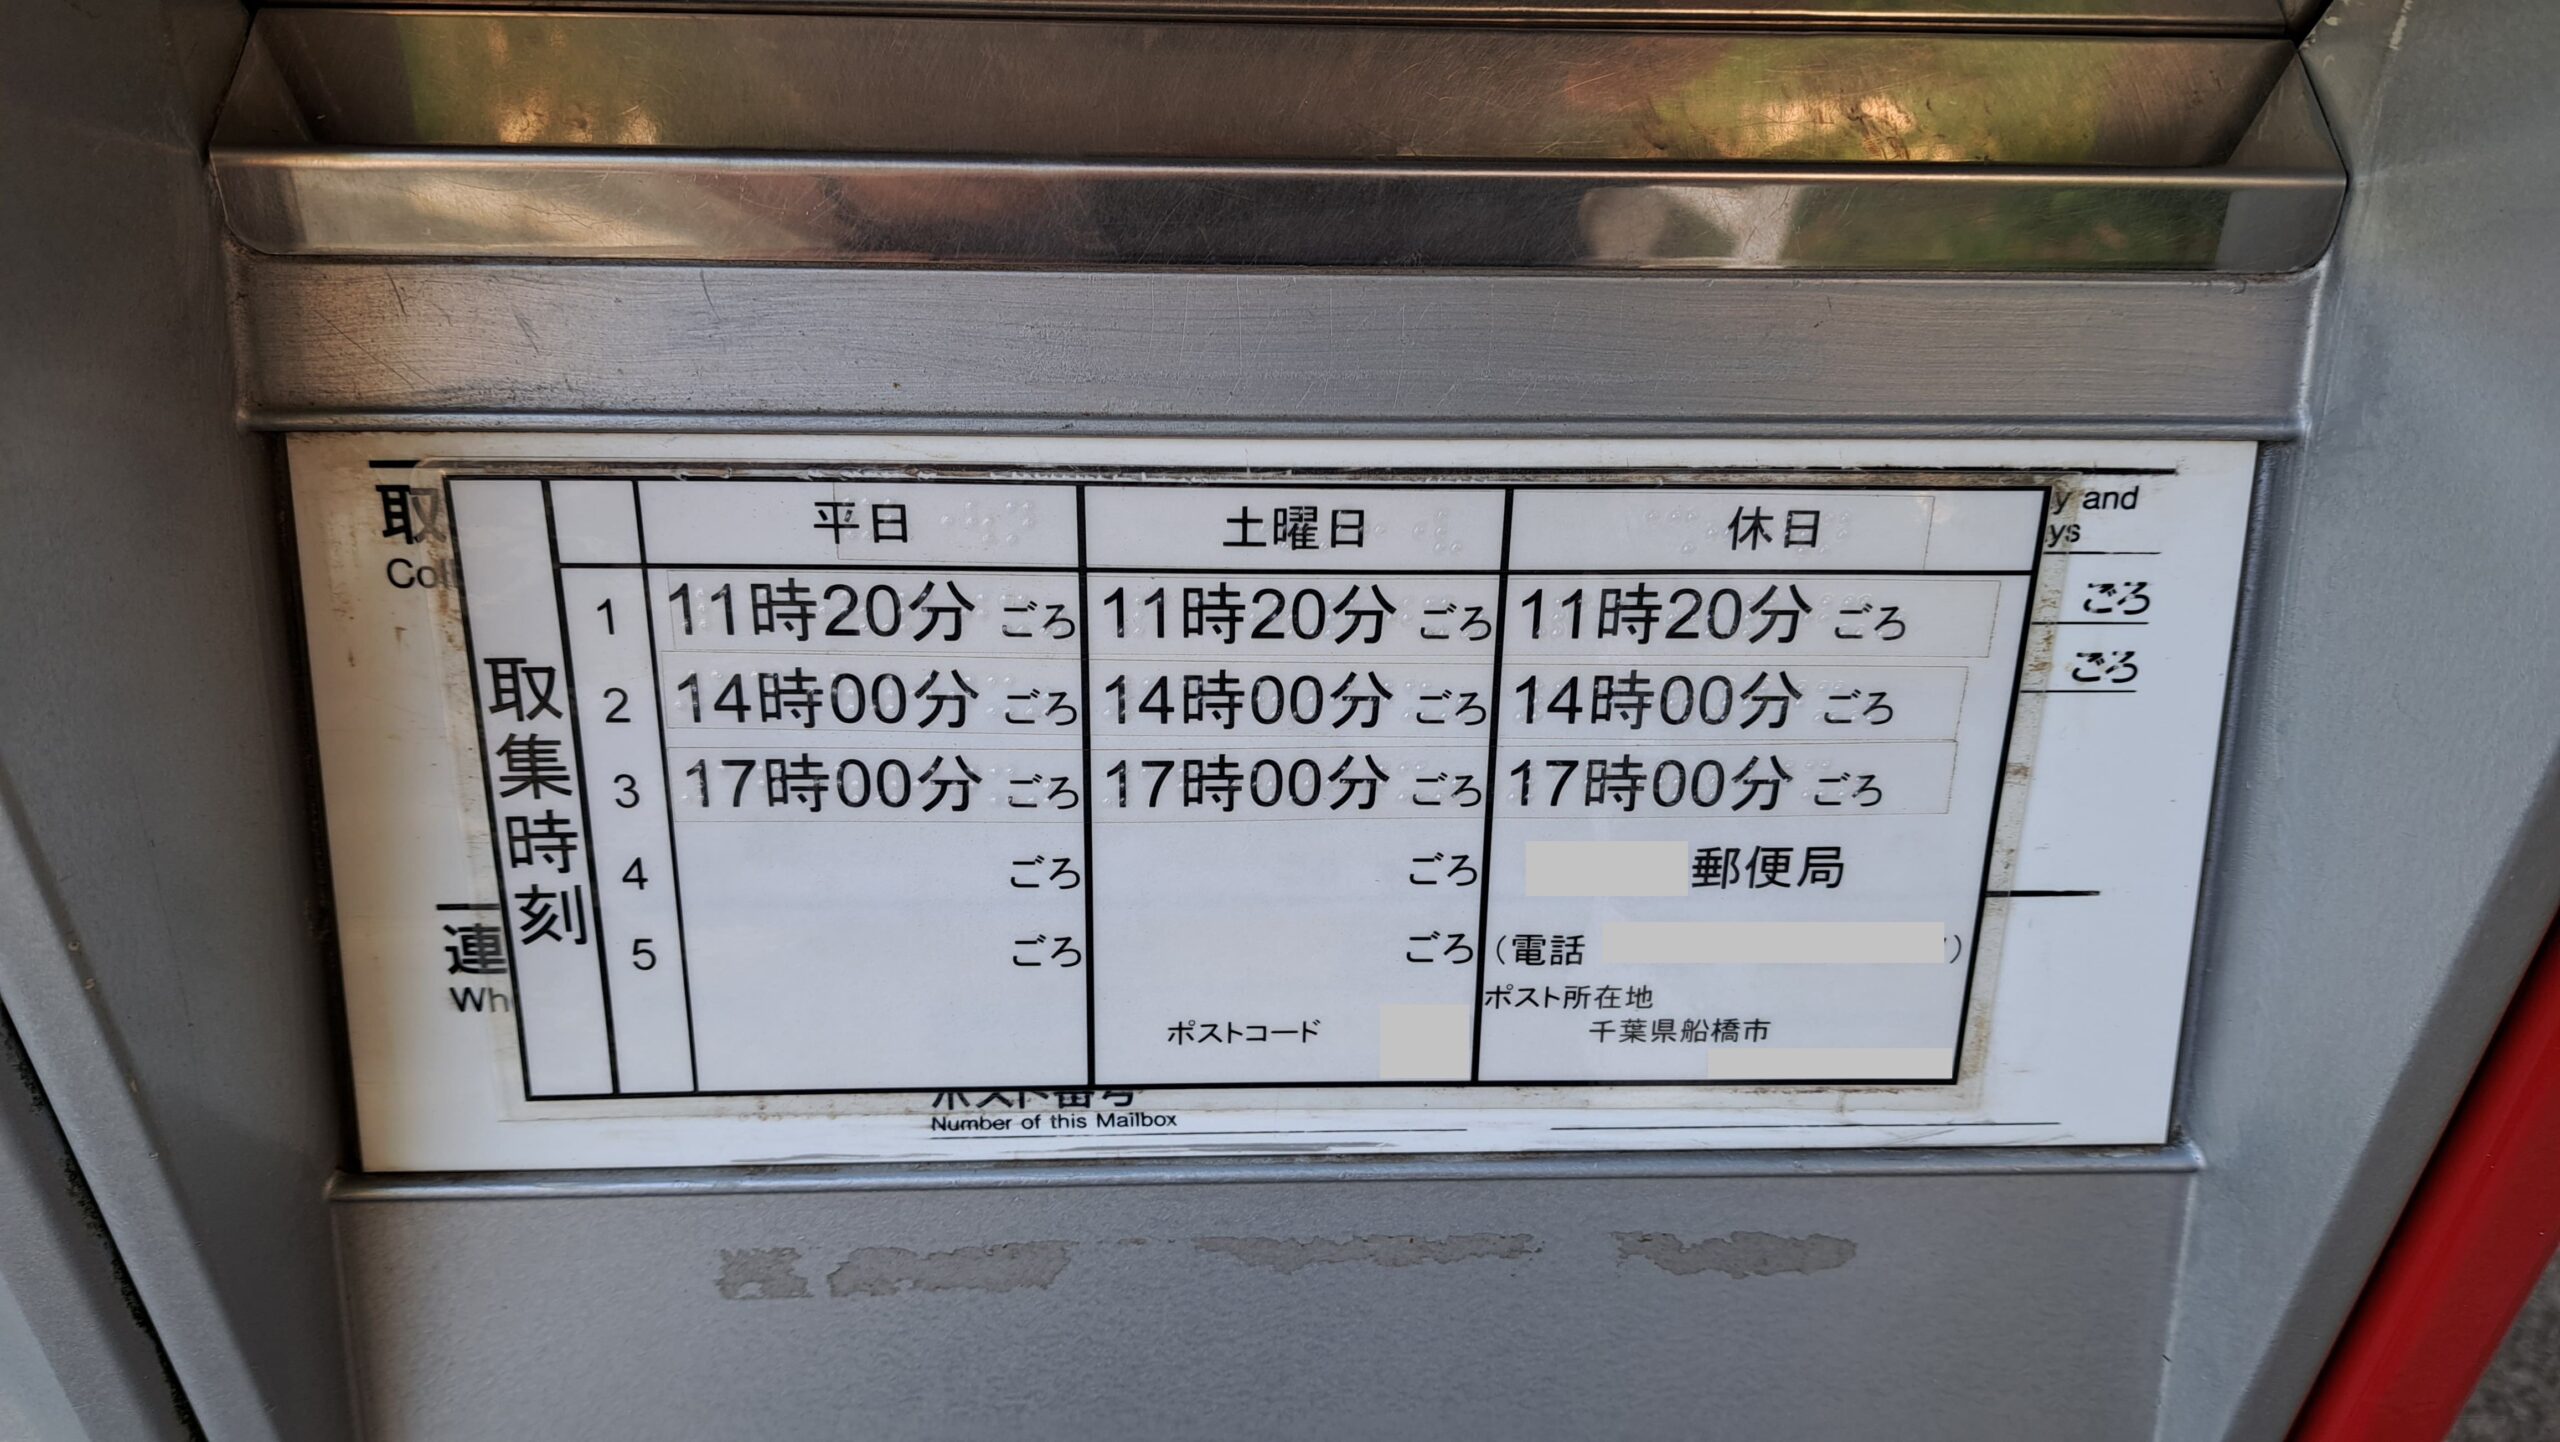 取
Coll
y and
ys
ごろ
ごろ
平日 土曜日 休日
取集時刻
1 11時20分 ごろ 11時20分 ごろ 11時20分 ごろ
2 14時00分 ごろ 14時00分 ごろ 14時00分 ごろ
3 17時00分 ごろ 17時00分 ごろ 17時00分 ごろ
4 ごろ ごろ 郵便局
5 ごろ ごろ (電話 )
ポスト所在地
ポストコード 千葉県船橋市
連
Wh
ポスト番号
Number of this Mailbox